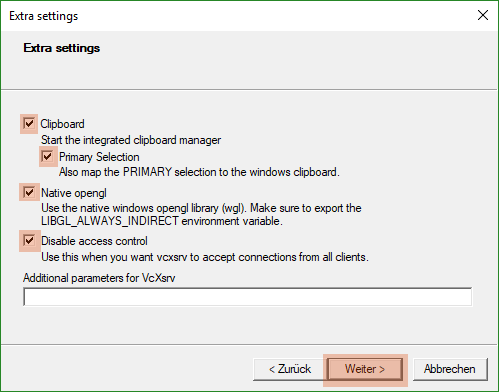 Extra settings
Extra settings
Clipboard
Start the integrated clipboard manager
Primary Selection
Also map the PRIMARY selection to the windows clipboard.
Native opengl
Use the native windows opengl library (wgl). Make sure to export the
LIBGL_ALWAYS_INDIRECT environment variable.
Disable access control
Use this when you want vcxsrv to accept connections from all clients.
Additional parameters for VcXsrv
< Zurück Weiter > Abbrechen